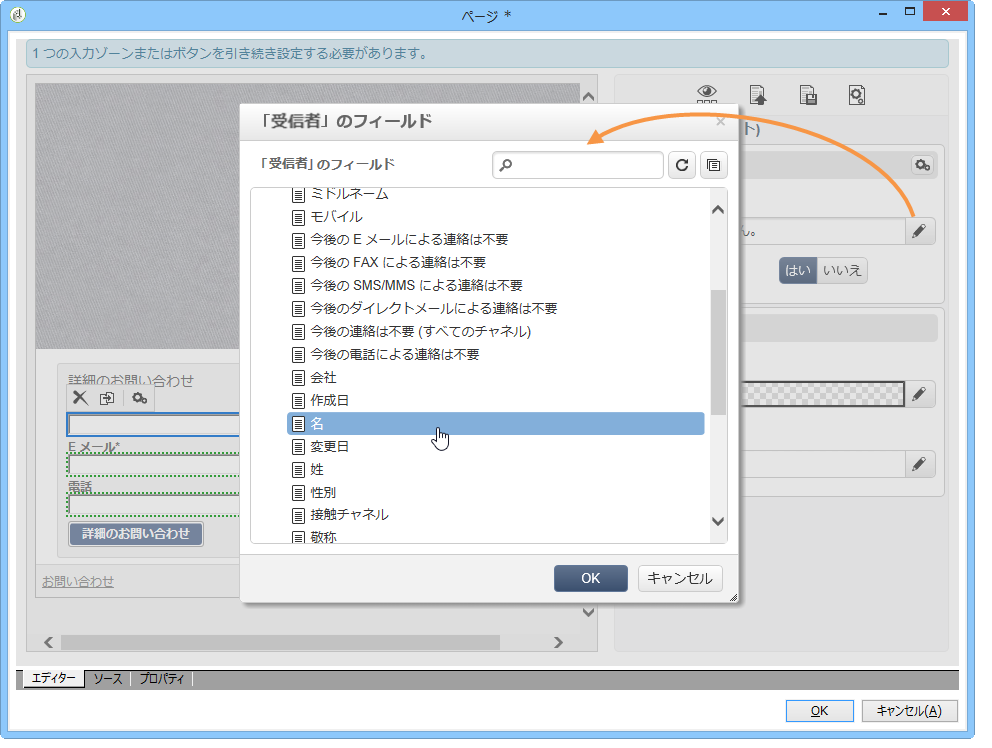 ページ *
1 つの入力ゾーンまたはボタンを引き続き設定する必要があります。
ト)
ん。
はい いいえ
詳細のお問い合わせ
E メール*
電話
詳細のお問い合わせ
お問い合わせ
「受信者」のフィールド
「受信者」のフィールド
ミドルネーム
モバイル
今後の E メールによる連絡は不要
今後の FAX による連絡は不要
今後の SMS/MMS による連絡は不要
今後のダイレクトメールによる連絡は不要
今後の連絡は不要 (すべてのチャネル)
今後の電話による連絡は不要
会社
作成日
名
変更日
姓
性別
接触チャネル
敬称
OK キャンセル
エディター ソース プロパティ
OK キャンセル(A)